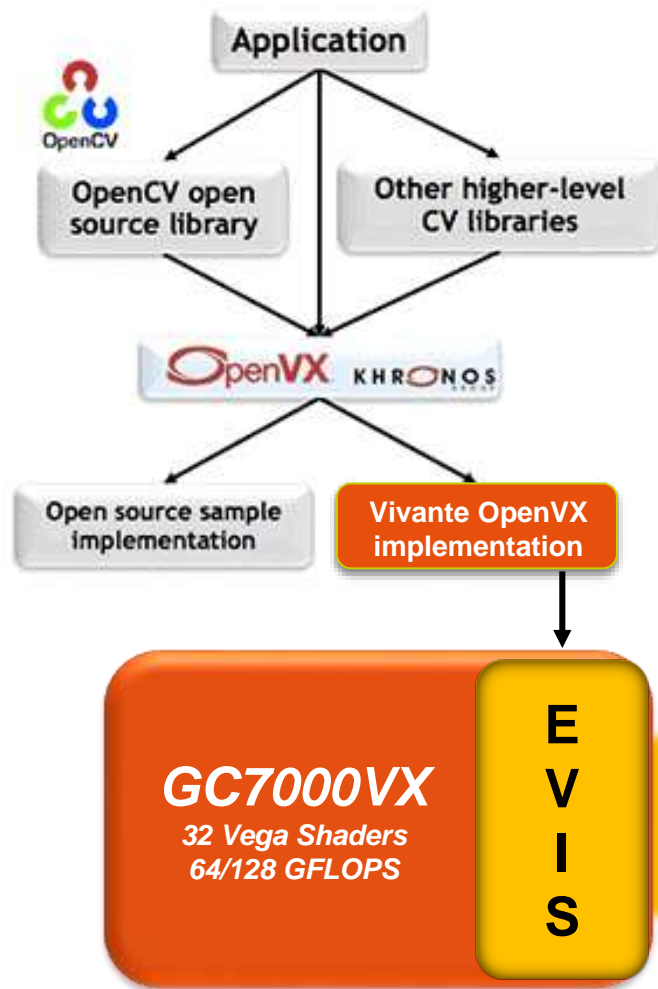 Application
OpenCV
OpenCV open
source library
Other higher-level
CV libraries
OpenVX KHRONOS
GROUP
Open source sample
implementation
Vivante OpenVX
implementation
GC7000VX
32 Vega Shaders
64/128 GFLOPS
E
V
I
S